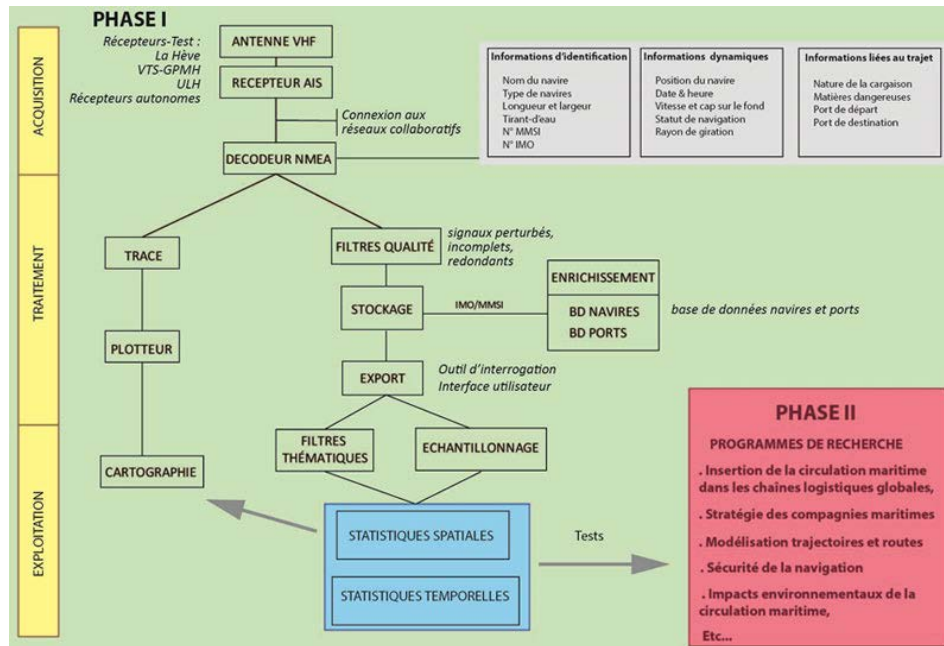 PHASE I
Récepteurs-Test :
La Hève
VTS-GPMH
ULH
Récepteurs autonomes
ACQUISITION
ANTENNE VHF
RECEPTEUR AIS
Connexion aux
réseaux collaboratifs
DECODEUR NMEA
Informations d'identification
Nom du navire
Type de navires
Longueur et largeur
Tirant-d'eau
N° MMSI
N° IMO
Informations dynamiques
Position du navire
Date & heure
Vitesse et cap sur le fond
Statut de navigation
Rayon de giration
Informations liées au trajet
Nature de la cargaison
Matières dangereuses
Port de départ
Port de destination
TRAITEMENT
TRACE
PLOTTEUR
FILTRES QUALITÉ
signaux perturbés,
incomplets,
redondants
STOCKAGE
IMO/MMSI
ENRICHISSEMENT
BD NAVIRES
BD PORTS
base de données navires et ports
EXPORT
Outil d'interrogation
Interface utilisateur
EXPLOITATION
CARTOGRAPHIE
FILTRES
THÉMATIQUES
ECHANTILLONNAGE
STATISTIQUES SPATIALES
STATISTIQUES TEMPORELLES
Tests
PHASE II
PROGRAMMES DE RECHERCHE
. Insertion de la circulation maritime
dans les chaînes logistiques globales,
. Stratégie des compagnies maritimes
. Modélisation trajectoires et routes
. Sécurité de la navigation
. Impacts environnementaux de la
circulation maritime,
Etc...